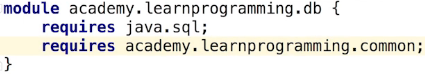 module academy.learnprogramming.db {
    requires java.sql;
    requires academy.learnprogramming.common;
}